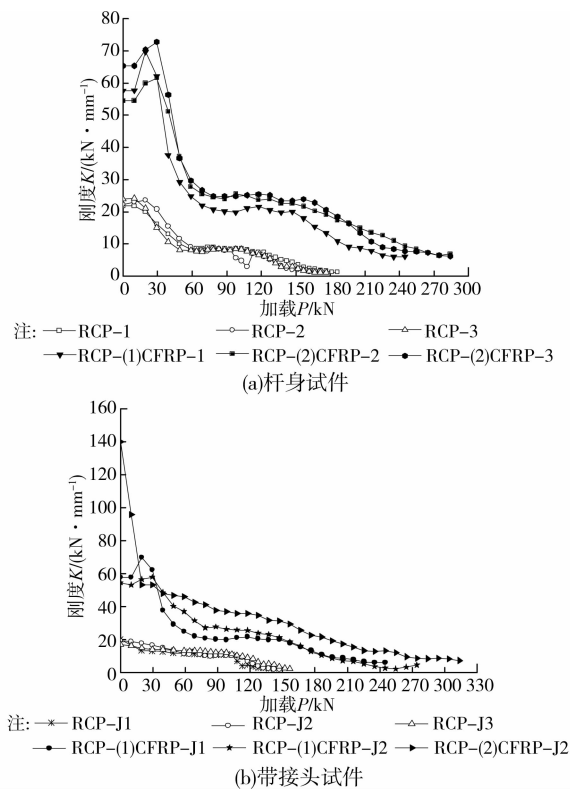 80
70
60
50
40
30
20
10
0
刚度K/(kN·mm⁻¹)
0 30 60 90 120 150 180 210 240 270 300
加载P/kN
注: RCP-1 RCP-2 RCP-3
RCP-(1)CFRP-1 RCP-(2)CFRP-2 RCP-(2)CFRP-3
(a)杆身试件
160
140
120
100
80
60
40
20
0
刚度K/(kN·mm⁻¹)
0 30 60 90 120 150 180 210 240 270 300 330
加载P/kN
注: RCP-J1 RCP-J2 RCP-J3
RCP-(1)CFRP-J1 RCP-(1)CFRP-J2 RCP-(2)CFRP-J2
(b)带接头试件